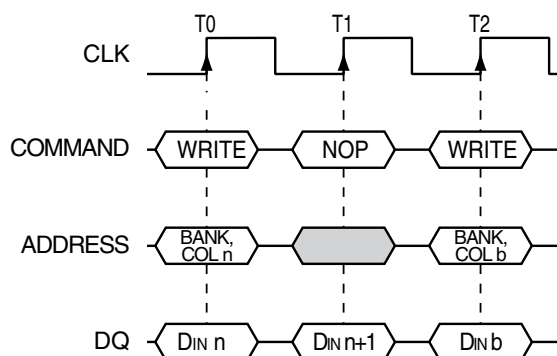 T0 T1 T2
CLK
COMMAND WRITE NOP WRITE
ADDRESS BANK, COL n BANK, COL b
DQ DIN n DIN n+1 DIN b